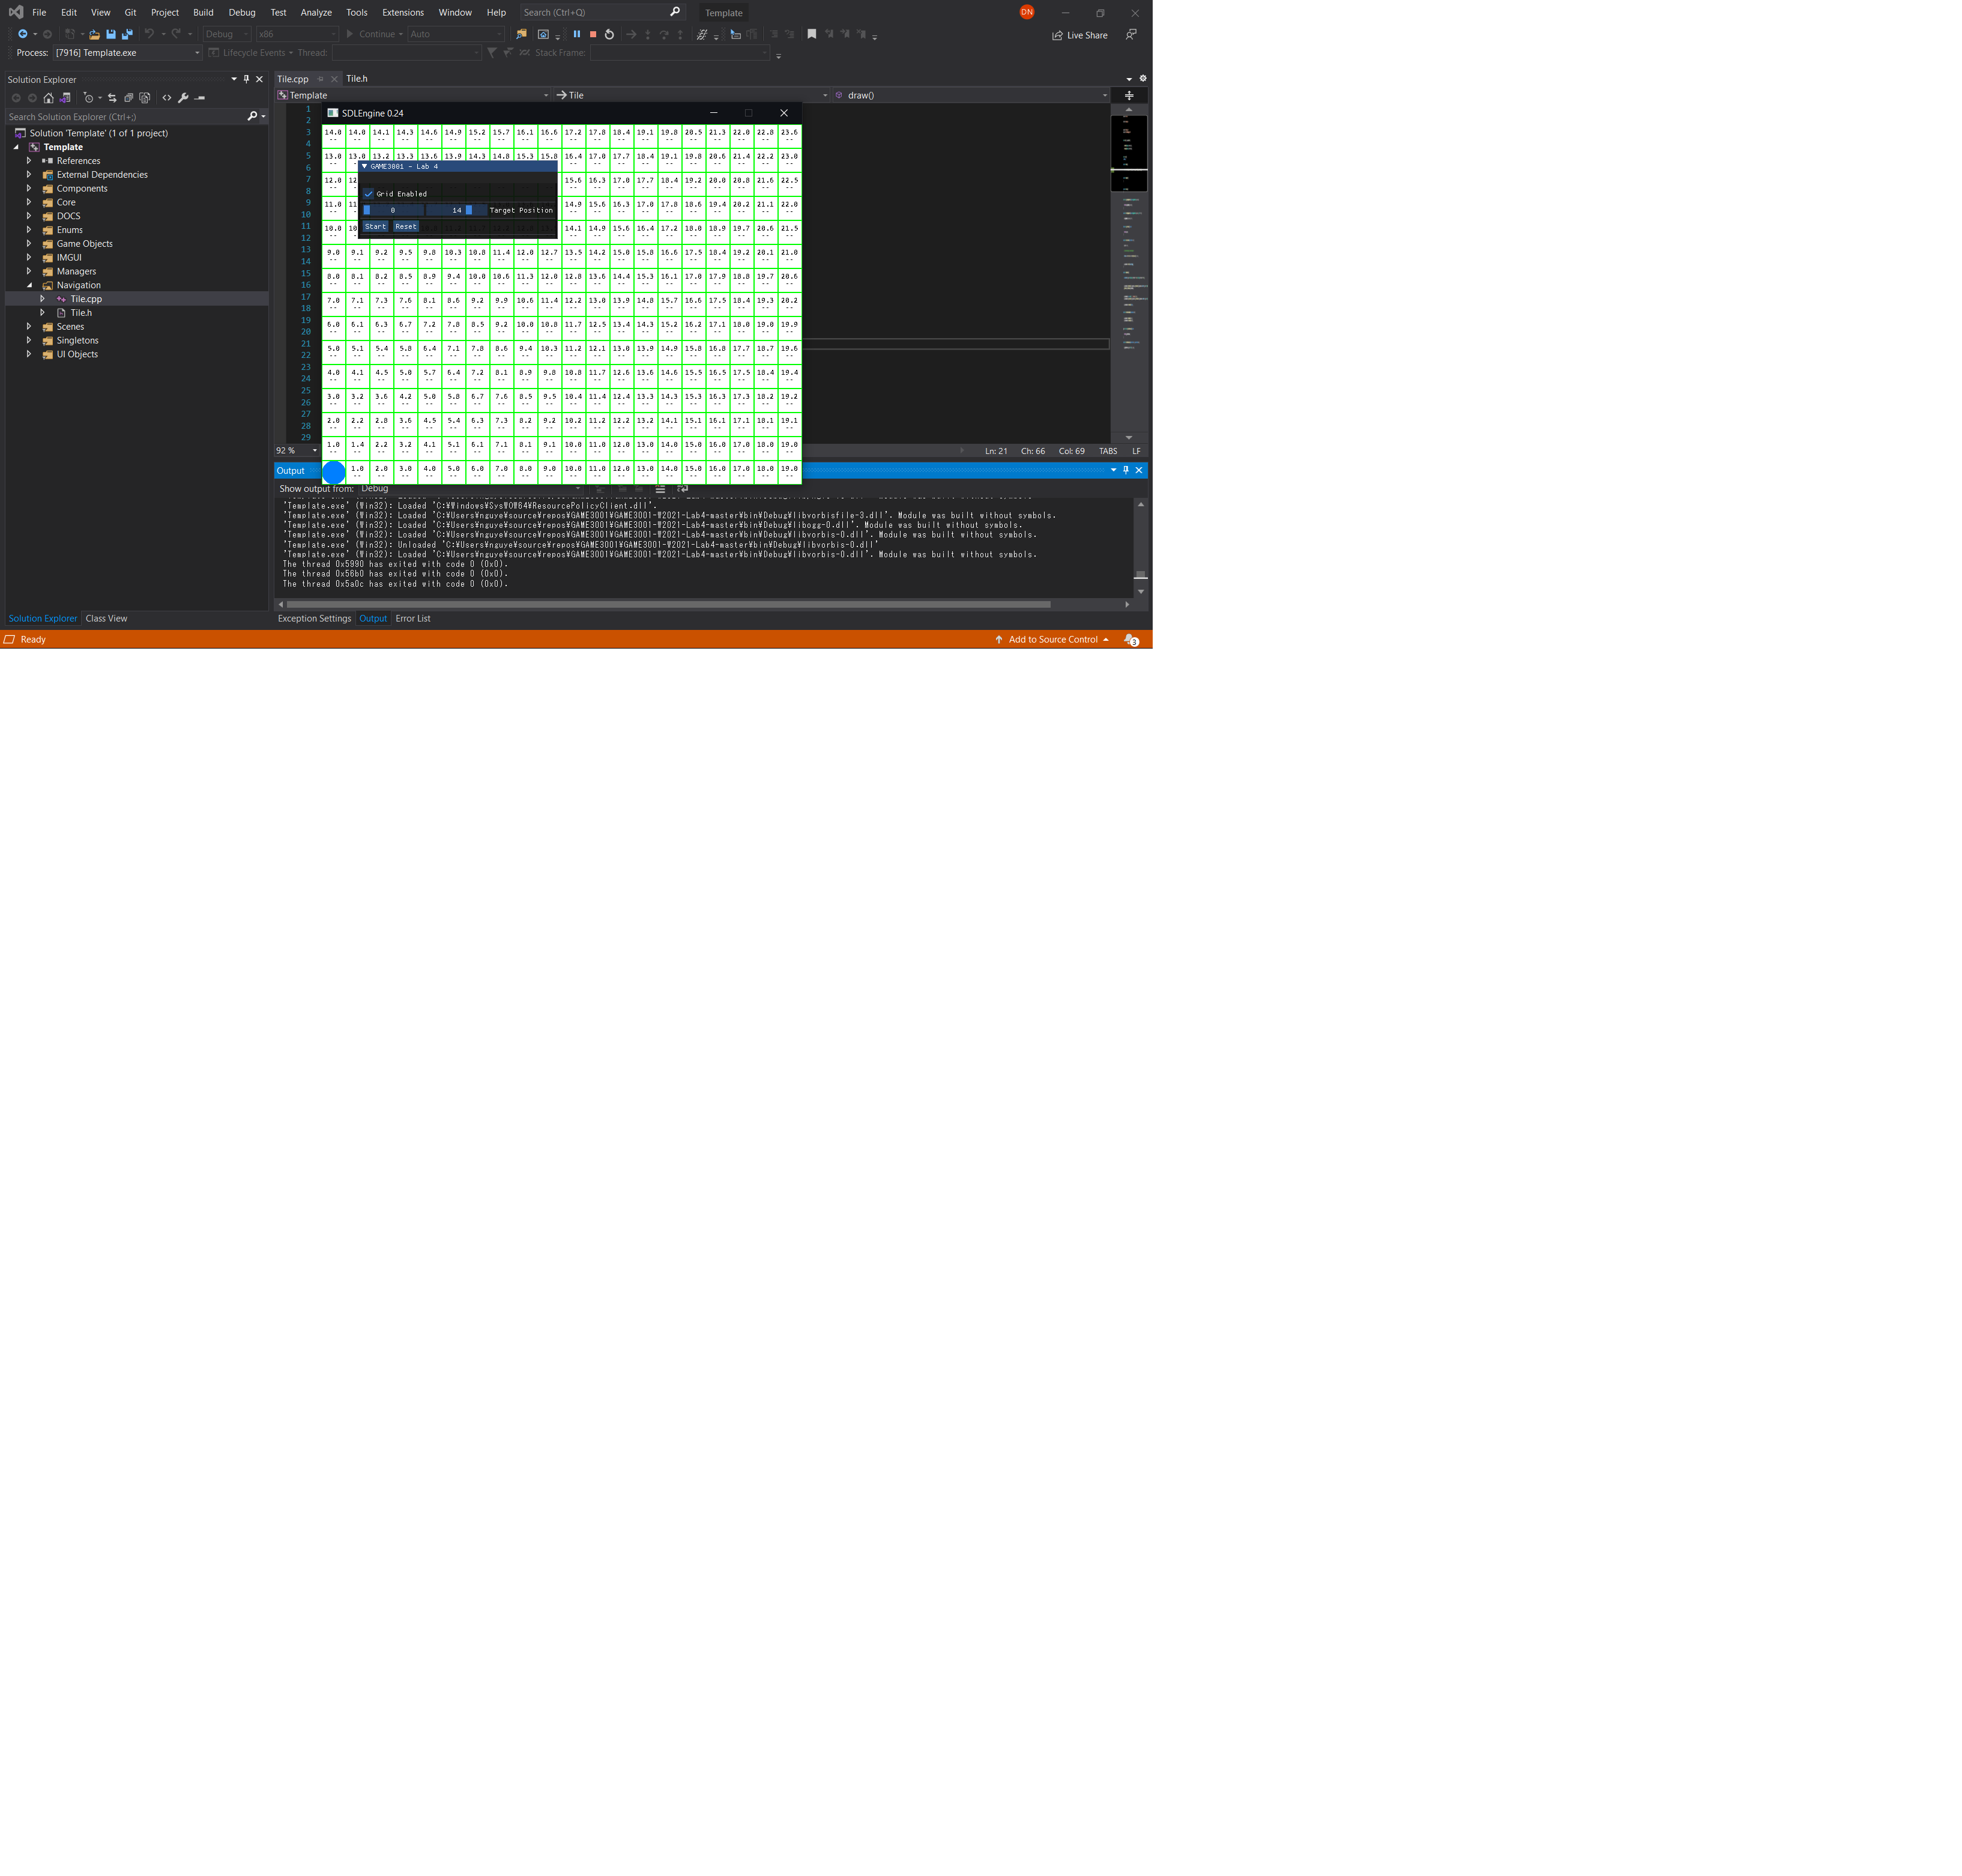 File Edit View Git Project Build Debug Test Analyze Tools Extensions Window Help Search (Ctrl+Q) Template DN
Debug x86 Continue Auto Live Share
Process: [7916] Template.exe Lifecycle Events Thread: Stack Frame:
Solution Explorer
Search Solution Explorer (Ctrl+;)
Solution 'Template' (1 of 1 project)
Template
References
External Dependencies
Components
Core
DOCS
Enums
Game Objects
IMGUI
Managers
Navigation
Tile.cpp
Tile.h
Scenes
Singletons
UI Objects
Solution Explorer Class View
Tile.cpp Tile.h
Template Tile draw()
1
2
3
4
5
6
7
8
9
10
11
12
13
14
15
16
17
18
19
20
21
22
23
24
25
26
27
28
29
SDLEngine 0.24
14.0 14.0 14.1 14.3 14.6 14.9 15.2 15.7 16.1 16.6 17.2 17.8 18.4 19.1 19.8 20.5 21.3 22.0 22.8 23.6
-- -- -- -- -- -- -- -- -- -- -- -- -- -- -- -- -- -- -- --
13.0 13.0 13.2 13.3 13.6 13.9 14.3 14.8 15.3 15.8 16.4 17.0 17.7 18.4 19.1 19.8 20.6 21.4 22.2 23.0
-- -- -- -- -- -- -- -- -- -- --
GAME3001 - Lab 4
Grid Enabled
0 14 Target Position
Start Reset
12.0 12 15.6 16.3 17.0 17.7 18.4 19.2 20.0 20.8 21.6 22.5
-- -- -- -- -- -- -- -- -- -- --
11.0 11 14.9 15.6 16.3 17.0 17.8 18.6 19.4 20.2 21.1 22.0
-- -- -- -- -- -- -- -- -- -- --
10.0 10 14.1 14.9 15.6 16.4 17.2 18.0 18.9 19.7 20.6 21.5
-- -- -- -- -- -- -- -- -- -- --
9.0 9.1 9.2 9.5 9.8 10.3 10.8 11.4 12.0 12.7 13.5 14.2 15.0 15.8 16.6 17.5 18.4 19.2 20.1 21.0
-- -- -- -- -- -- -- -- -- -- -- -- -- -- -- -- -- -- -- --
8.0 8.1 8.2 8.5 8.9 9.4 10.0 10.6 11.3 12.0 12.8 13.6 14.4 15.3 16.1 17.0 17.9 18.8 19.7 20.6
-- -- -- -- -- -- -- -- -- -- -- -- -- -- -- -- -- -- -- --
7.0 7.1 7.3 7.6 8.1 8.6 9.2 9.9 10.6 11.4 12.2 13.0 13.9 14.8 15.7 16.6 17.5 18.4 19.3 20.2
-- -- -- -- -- -- -- -- -- -- -- -- -- -- -- -- -- -- -- --
6.0 6.1 6.3 6.7 7.2 7.8 8.5 9.2 10.0 10.8 11.7 12.5 13.4 14.3 15.2 16.2 17.1 18.0 19.0 19.9
-- -- -- -- -- -- -- -- -- -- -- -- -- -- -- -- -- -- -- --
5.0 5.1 5.4 5.8 6.4 7.1 7.8 8.6 9.4 10.3 11.2 12.1 13.0 13.9 14.9 15.8 16.8 17.7 18.7 19.6
-- -- -- -- -- -- -- -- -- -- -- -- -- -- -- -- -- -- -- --
4.0 4.1 4.5 5.0 5.7 6.4 7.2 8.1 8.9 9.8 10.8 11.7 12.6 13.6 14.6 15.5 16.5 17.5 18.4 19.4
-- -- -- -- -- -- -- -- -- -- -- -- -- -- -- -- -- -- -- --
3.0 3.2 3.6 4.2 5.0 5.8 6.7 7.6 8.5 9.5 10.4 11.4 12.4 13.3 14.3 15.3 16.3 17.3 18.2 19.2
-- -- -- -- -- -- -- -- -- -- -- -- -- -- -- -- -- -- -- --
2.0 2.2 2.8 3.6 4.5 5.4 6.3 7.3 8.2 9.2 10.2 11.2 12.2 13.2 14.1 15.1 16.1 17.1 18.1 19.1
-- -- -- -- -- -- -- -- -- -- -- -- -- -- -- -- -- -- -- --
1.0 1.4 2.2 3.2 4.1 5.1 6.1 7.1 8.1 9.1 10.0 11.0 12.0 13.0 14.0 15.0 16.0 17.0 18.0 19.0
-- -- -- -- -- -- -- -- -- -- -- -- -- -- -- -- -- -- -- --
1.0 2.0 3.0 4.0 5.0 6.0 7.0 8.0 9.0 10.0 11.0 12.0 13.0 14.0 15.0 16.0 17.0 18.0 19.0
-- -- -- -- -- -- -- -- -- -- -- -- -- -- -- -- -- -- --
92 % Ln: 21 Ch: 66 Col: 69 TABS LF
Output
Show output from: Debug
'Template.exe' (Win32): Loaded 'C:¥Windows¥SysWOW64¥ResourcePolicyClient.dll'.
'Template.exe' (Win32): Loaded 'C:¥Users¥nguye¥source¥repos¥GAME3001¥GAME3001-W2021-Lab4-master¥bin¥Debug¥libvorbisfile-3.dll'. Module was built without symbols.
'Template.exe' (Win32): Loaded 'C:¥Users¥nguye¥source¥repos¥GAME3001¥GAME3001-W2021-Lab4-master¥bin¥Debug¥libogg-0.dll'. Module was built without symbols.
'Template.exe' (Win32): Loaded 'C:¥Users¥nguye¥source¥repos¥GAME3001¥GAME3001-W2021-Lab4-master¥bin¥Debug¥libvorbis-0.dll'. Module was built without symbols.
'Template.exe' (Win32): Unloaded 'C:¥Users¥nguye¥source¥repos¥GAME3001¥GAME3001-W2021-Lab4-master¥bin¥Debug¥libvorbis-0.dll'
'Template.exe' (Win32): Loaded 'C:¥Users¥nguye¥source¥repos¥GAME3001¥GAME3001-W2021-Lab4-master¥bin¥Debug¥libvorbis-0.dll'. Module was built without symbols.
The thread 0x5990 has exited with code 0 (0x0).
The thread 0x56b0 has exited with code 0 (0x0).
The thread 0x5a0c has exited with code 0 (0x0).
Exception Settings Output Error List
Ready Add to Source Control 3